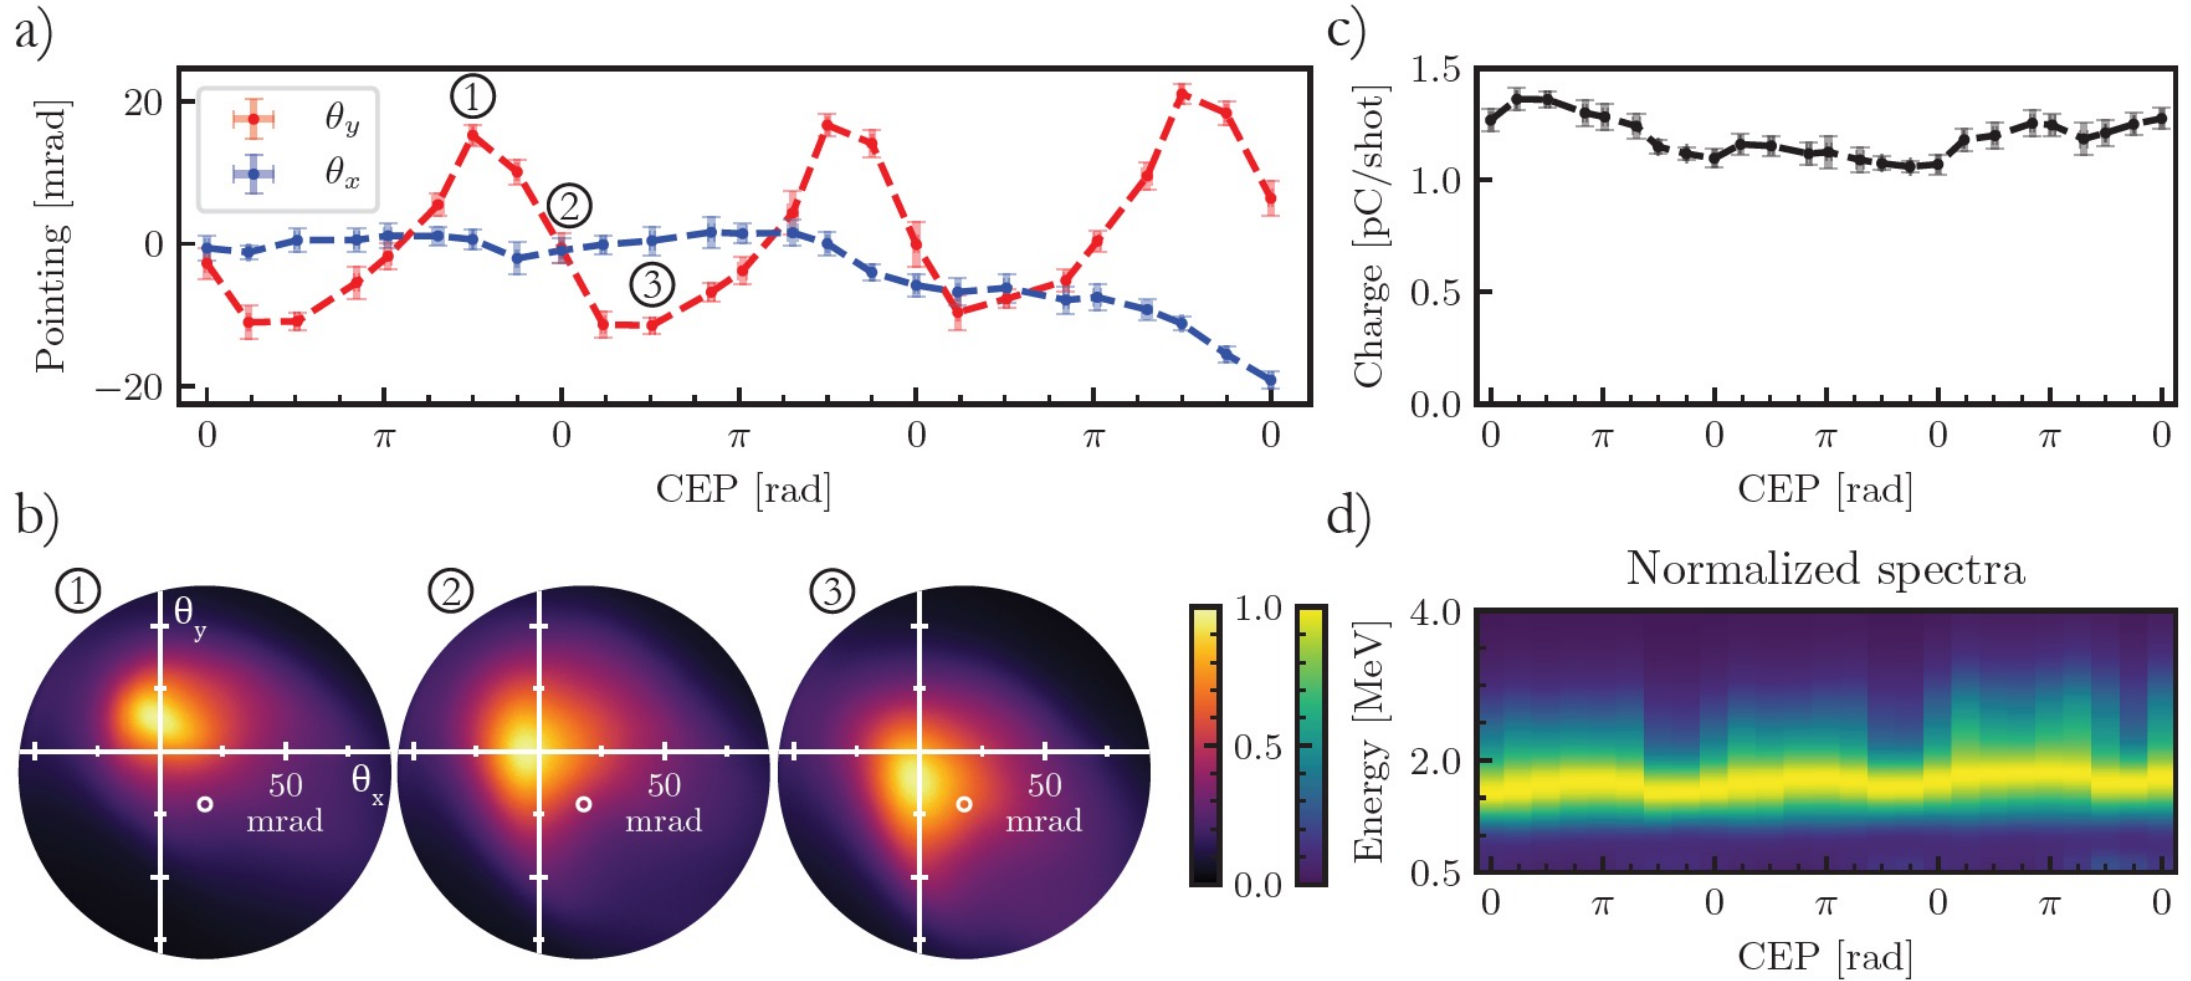 a)
Pointing [mrad]
20
0
−20
θy
θx
①
②
③
0 π 0 π 0 π 0
CEP [rad]
c)
Charge [pC/shot]
1.5
1.0
0.5
0.0
0 π 0 π 0 π 0
CEP [rad]
b)
①
θy
θx
50
mrad
②
50
mrad
③
50
mrad
1.0
0.5
0.0
d)
Normalized spectra
Energy [MeV]
4.0
2.0
0.5
0 π 0 π 0 π 0
CEP [rad]